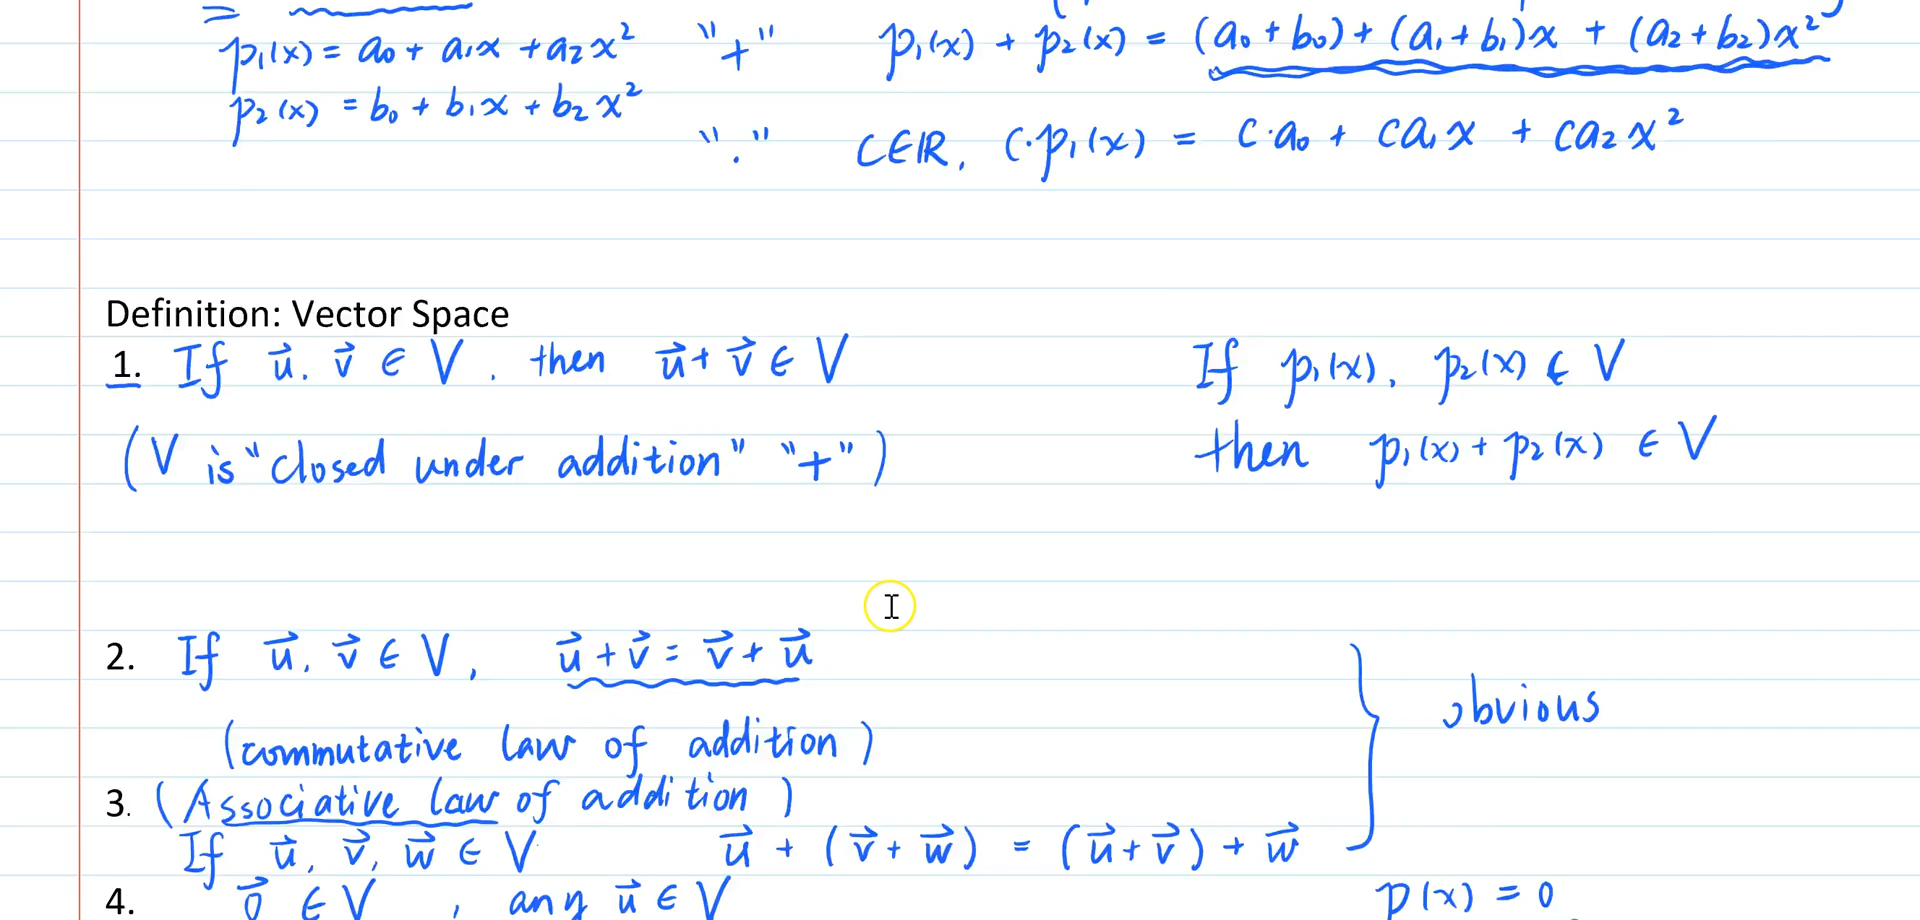 p₁(x) = a₀ + a₁x + a₂x² "+" p₁(x) + p₂(x) = (a₀ + b₀) + (a₁ + b₁)x + (a₂ + b₂)x²
p₂(x) = b₀ + b₁x + b₂x²
"·" C∈ℝ, C·p₁(x) = C·a₀ + Ca₁x + Ca₂x²
Definition: Vector Space
1. If u⃗, v⃗ ∈ V, then u⃗ + v⃗ ∈ V If p₁(x), p₂(x) ∈ V
(V is "closed under addition" "+") then p₁(x) + p₂(x) ∈ V
2. If u⃗, v⃗ ∈ V, u⃗ + v⃗ = v⃗ + u⃗
obvious
(commutative law of addition)
3. (Associative law of addition)
If u⃗, v⃗, w⃗ ∈ V u⃗ + (v⃗ + w⃗) = (u⃗ + v⃗) + w⃗
4. 0⃗ ∈ V, any u⃗ ∈ V p(x) = 0